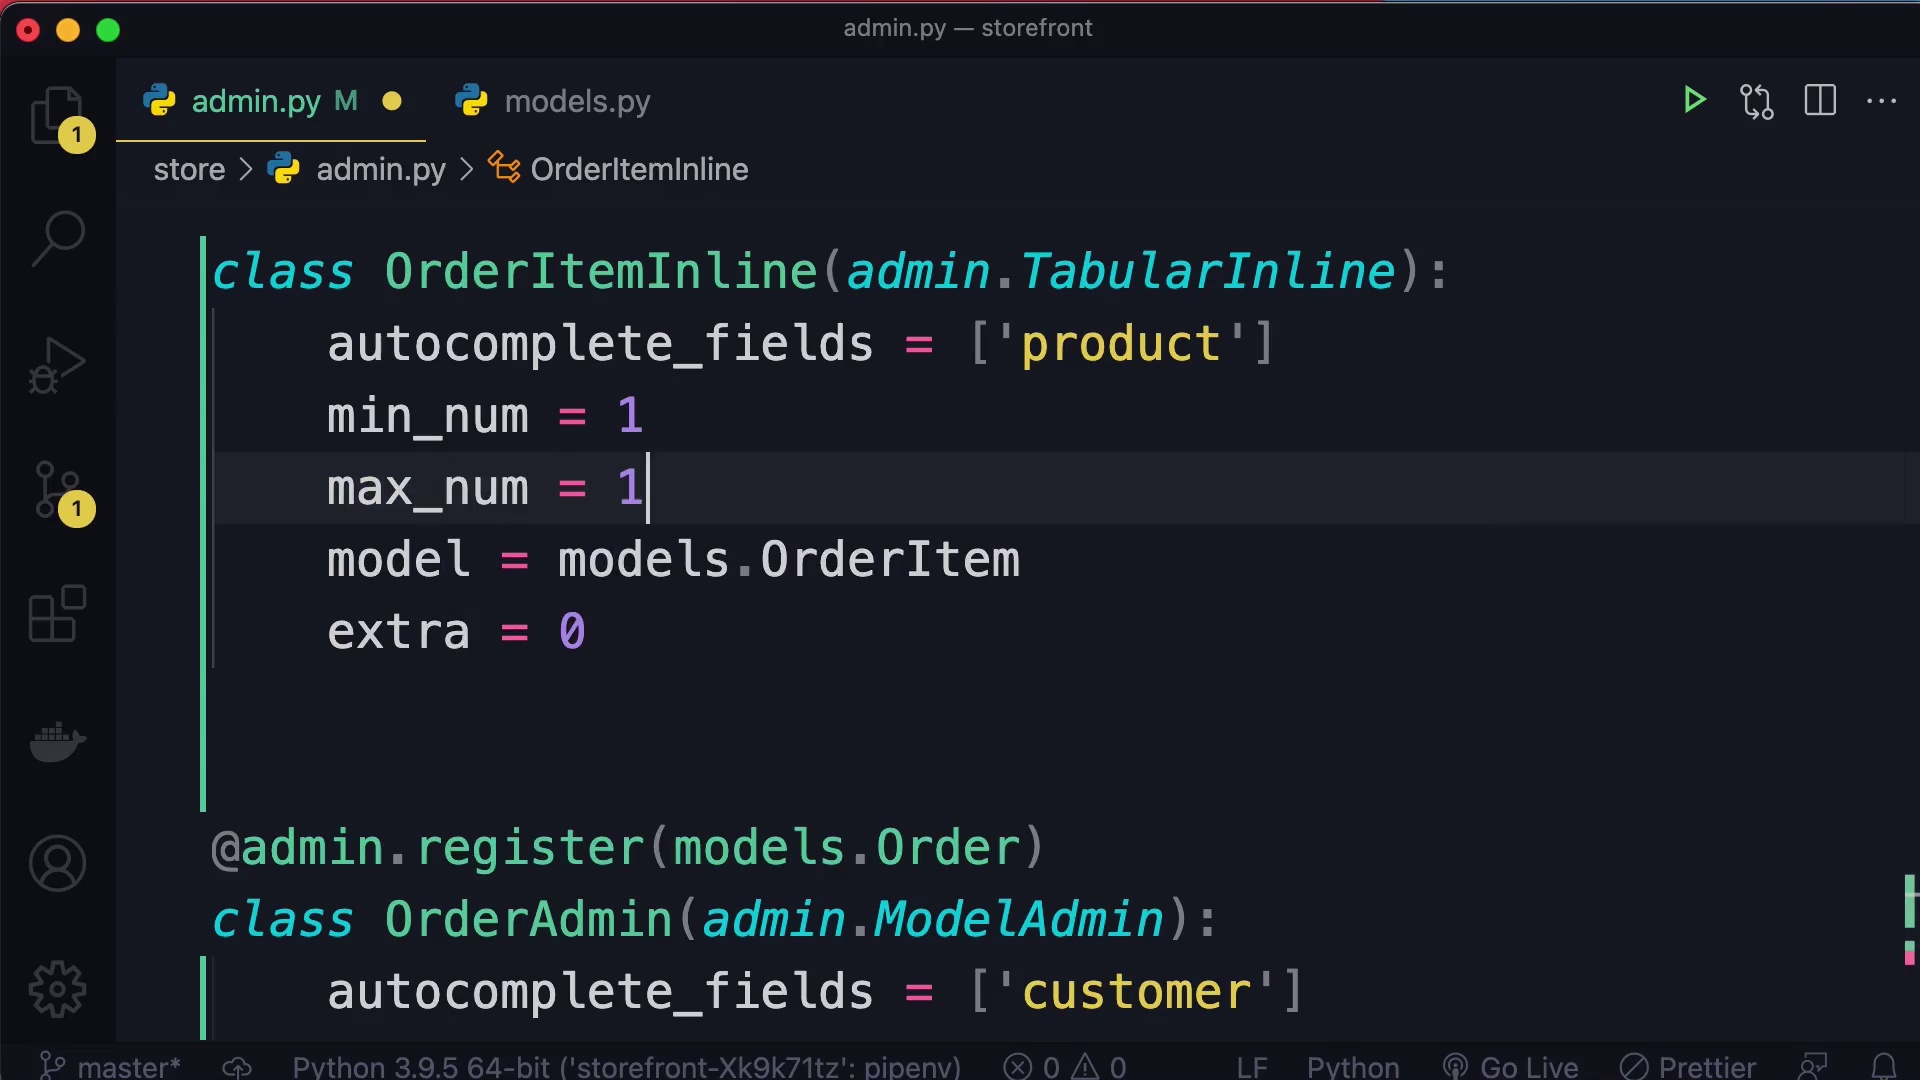 admin.py — storefront
admin.py M
models.py
store > admin.py > OrderItemInline
class OrderItemInline(admin.TabularInline):
autocomplete_fields = ['product']
min_num = 1
max_num = 1
model = models.OrderItem
extra = 0
@admin.register(models.Order)
class OrderAdmin(admin.ModelAdmin):
autocomplete_fields = ['customer']
1
1
master* Python 3.9.5 64-bit ('storefront-Xk9k71tz': pipenv) 0 0 LF Python Go Live Prettier